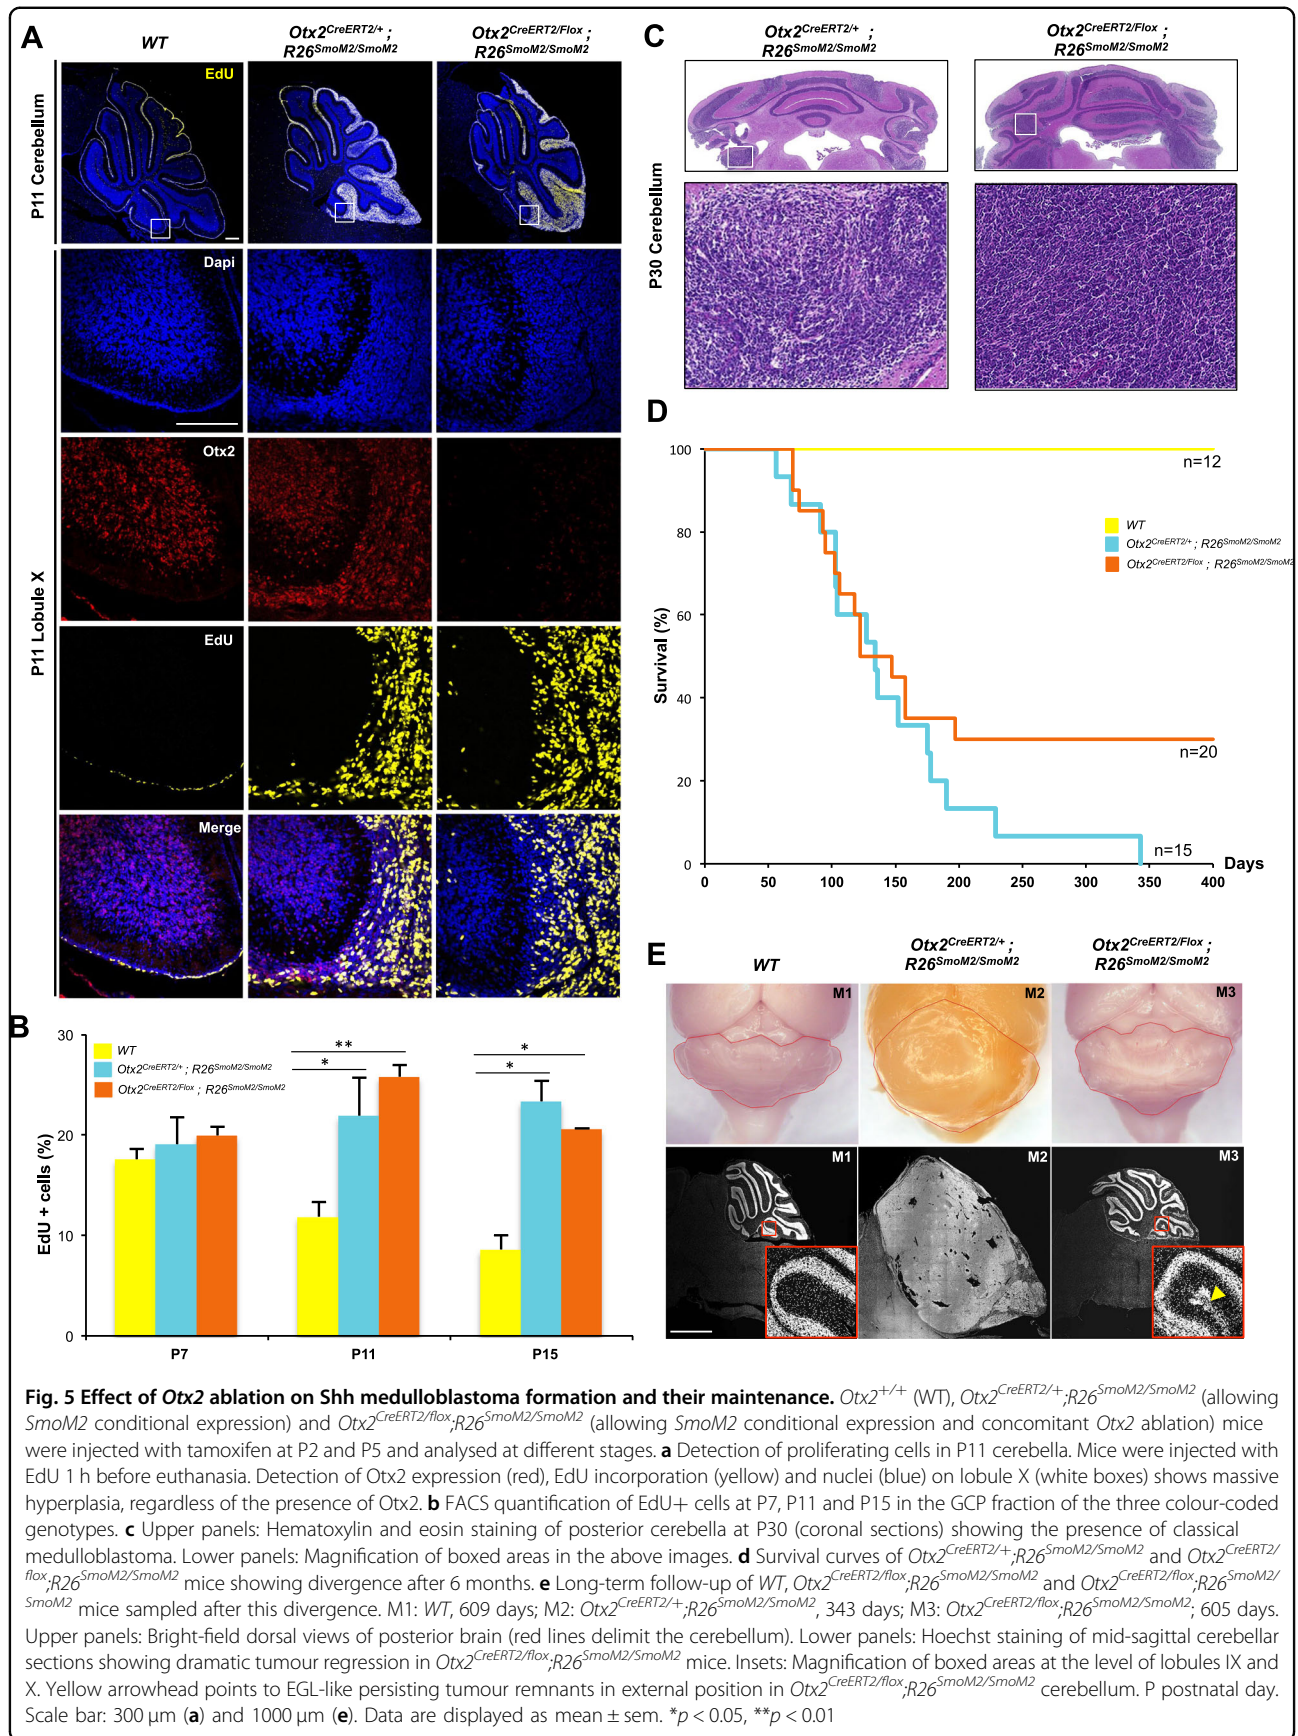 A
WT
Otx2CreERT2/+ ;
R26SmoM2/SmoM2
Otx2CreERT2/Flox ;
R26SmoM2/SmoM2
P11 Cerebellum
EdU
P11 Lobule X
Dapi
Otx2
EdU
Merge
B
30
20
10
0
EdU + cells (%)
WT
Otx2CreERT2/+ ; R26SmoM2/SmoM2
Otx2CreERT2/Flox ; R26SmoM2/SmoM2
**
*
*
*
P7
P11
P15
C
Otx2CreERT2/+ ;
R26SmoM2/SmoM2
Otx2CreERT2/Flox ;
R26SmoM2/SmoM2
P30 Cerebellum
D
100
80
60
40
20
0
Survival (%)
n=12
WT
Otx2CreERT2/+ ; R26SmoM2/SmoM2
Otx2CreERT2/Flox ; R26SmoM2/SmoM2
n=20
n=15
0 50 100 150 200 250 300 350 400
Days
E
WT
Otx2CreERT2/+ ;
R26SmoM2/SmoM2
Otx2CreERT2/Flox ;
R26SmoM2/SmoM2
M1
M2
M3
M1
M2
M3
Fig. 5 Effect of Otx2 ablation on Shh medulloblastoma formation and their maintenance. Otx2+/+ (WT), Otx2CreERT2/+;R26SmoM2/SmoM2 (allowing
SmoM2 conditional expression) and Otx2CreERT2/flox;R26SmoM2/SmoM2 (allowing SmoM2 conditional expression and concomitant Otx2 ablation) mice
were injected with tamoxifen at P2 and P5 and analysed at different stages. a Detection of proliferating cells in P11 cerebella. Mice were injected with
EdU 1 h before euthanasia. Detection of Otx2 expression (red), EdU incorporation (yellow) and nuclei (blue) on lobule X (white boxes) shows massive
hyperplasia, regardless of the presence of Otx2. b FACS quantification of EdU+ cells at P7, P11 and P15 in the GCP fraction of the three colour-coded
genotypes. c Upper panels: Hematoxylin and eosin staining of posterior cerebella at P30 (coronal sections) showing the presence of classical
medulloblastoma. Lower panels: Magnification of boxed areas in the above images. d Survival curves of Otx2CreERT2/+;R26SmoM2/SmoM2 and Otx2CreERT2/
flox;R26SmoM2/SmoM2 mice showing divergence after 6 months. e Long-term follow-up of WT, Otx2CreERT2/flox;R26SmoM2/SmoM2 and Otx2CreERT2/flox;R26SmoM2/
SmoM2 mice sampled after this divergence. M1: WT, 609 days; M2: Otx2CreERT2/+;R26SmoM2/SmoM2, 343 days; M3: Otx2CreERT2/flox;R26SmoM2/SmoM2; 605 days.
Upper panels: Bright-field dorsal views of posterior brain (red lines delimit the cerebellum). Lower panels: Hoechst staining of mid-sagittal cerebellar
sections showing dramatic tumour regression in Otx2CreERT2/flox;R26SmoM2/SmoM2 mice. Insets: Magnification of boxed areas at the level of lobules IX and
X. Yellow arrowhead points to EGL-like persisting tumour remnants in external position in Otx2CreERT2/flox;R26SmoM2/SmoM2 cerebellum. P postnatal day.
Scale bar: 300 µm (a) and 1000 µm (e). Data are displayed as mean ± sem. *p < 0.05, **p < 0.01